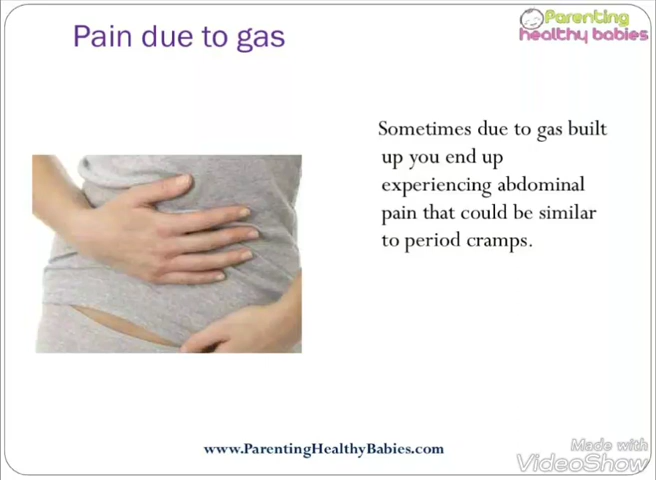 Pain due to gas
Parenting
healthy babies
Sometimes due to gas built
up you end up
experiencing abdominal
pain that could be similar
to period cramps.
www.ParentingHealthyBabies.com
Made with
VideoShow